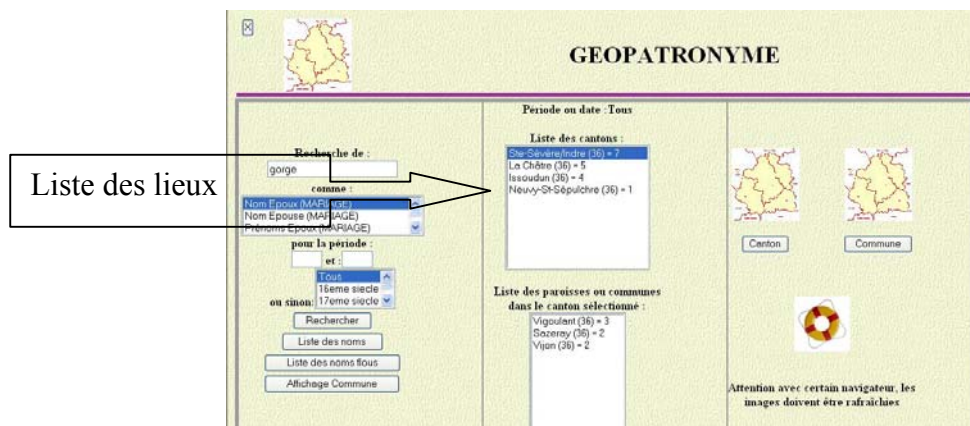 GEOPATRONYME
Liste des lieux
Recherche de :
gorge
comme :
Nom Epoux (MARIAGE)
Nom Epouse (MARIAGE)
Prénoms Epoux (MARIAGE)
pour la période :
et :
ou sinon:
Tous
16eme siecle
17eme siecle
Rechercher
Liste des noms
Liste des noms flous
Affichage Commune
Période ou date : Tous
Liste des cantons :
Ste-Sévère/Indre (36) = 7
La Châtre (36) = 5
Issoudun (36) = 4
Neuvy-St-Sépulchre (36) = 1
Liste des paroisses ou communes
dans le canton sélectionné :
Vigoulant (36) = 3
Sazeray (36) = 2
Vijon (36) = 2
Canton
Commune
Attention avec certain navigateur, les
images doivent être rafraîchies